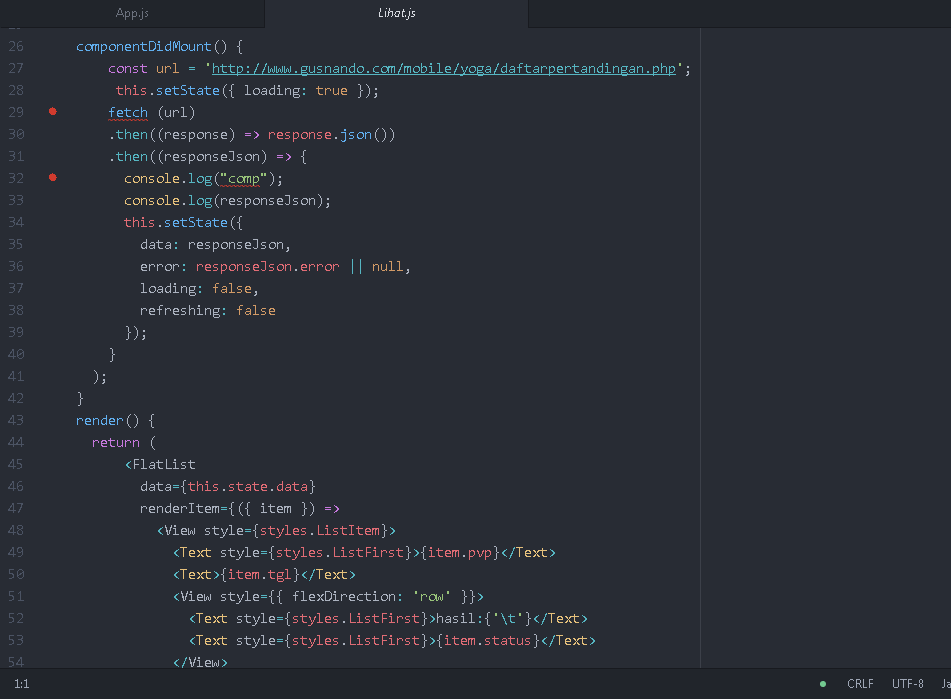 App.js
Lihat.js
26 componentDidMount() {
27 const url = 'http://www.gusnando.com/mobile/yoga/daftarpertandingan.php';
28 this.setState({ loading: true });
29 fetch (url)
30 .then((response) => response.json())
31 .then((responseJson) => {
32 console.log("comp");
33 console.log(responseJson);
34 this.setState({
35 data: responseJson,
36 error: responseJson.error || null,
37 loading: false,
38 refreshing: false
39 });
40 }
41 );
42 }
43 render() {
44 return (
45 <FlatList
46 data={this.state.data}
47 renderItem={({ item }) =>
48 <View style={styles.ListItem}>
49 <Text style={styles.ListFirst}>{item.pvp}</Text>
50 <Text>{item.tgl}</Text>
51 <View style={{ flexDirection: 'row' }}>
52 <Text style={styles.ListFirst}>hasil:{'\t'}</Text>
53 <Text style={styles.ListFirst}>{item.status}</Text>
54 </View>
1:1 CRLF UTF-8